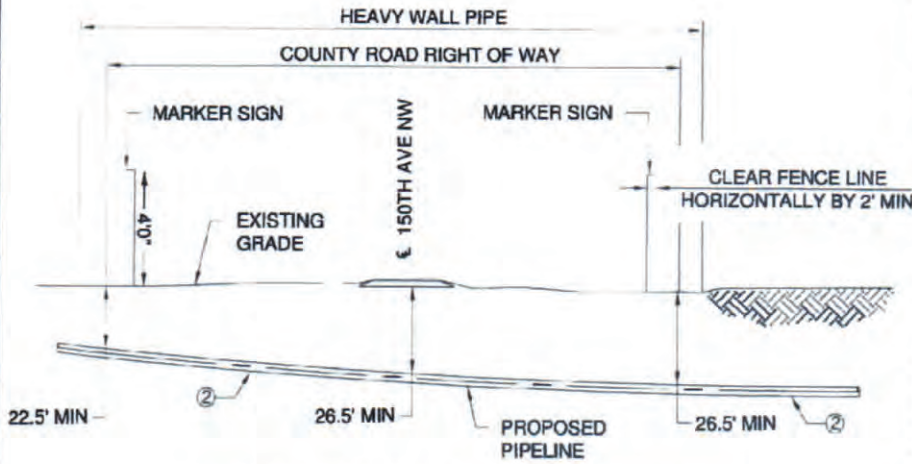 HEAVY WALL PIPE
COUNTY ROAD RIGHT OF WAY
MARKER SIGN
℄ 150TH AVE NW
MARKER SIGN
CLEAR FENCE LINE
HORIZONTALLY BY 2' MIN
4'0"
EXISTING
GRADE
22.5' MIN
②
26.5' MIN
PROPOSED
PIPELINE
26.5' MIN
②